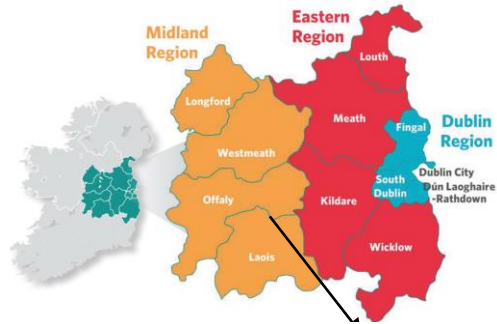 Midland
Region
Eastern
Region
Louth
Longford
Meath
Fingal
Dublin
Region
Westmeath
Dublin City
South
Dublin
Dún Laoghaire
-Rathdown
Offaly
Kildare
Wicklow
Laois